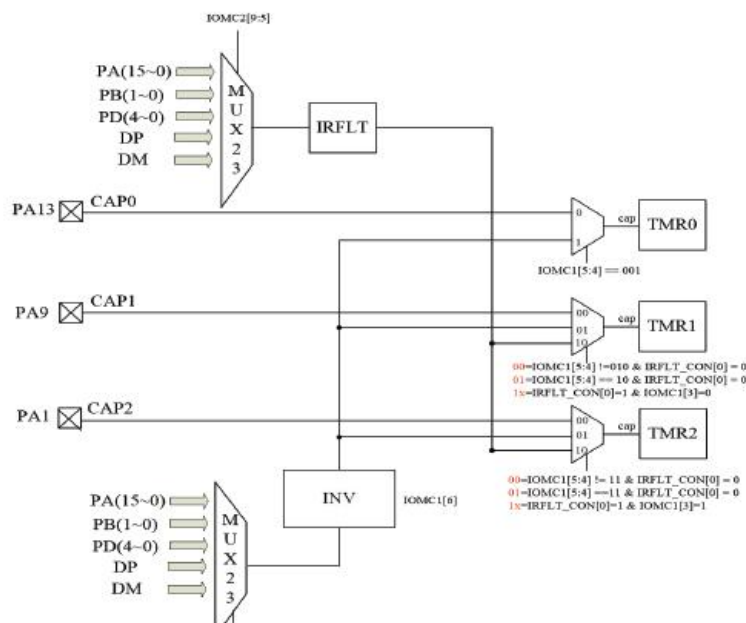 IOMC2[9:5]
PA(15~0)
PB(1~0)
PD(4~0)
DP
DM
MUX23
IRFLT
PA13
CAP0
0
1
cap
TMR0
IOMC1[5:4] == 001
PA9
CAP1
00
01
10
cap
TMR1
00=IOMC1[5:4] !=010 & IRFLT_CON[0] = 0
01=IOMC1[5:4] == 10 & IRFLT_CON[0] = 0
1x=IRFLT_CON[0]=1 & IOMC1[3]=0
PA1
CAP2
00
01
10
cap
TMR2
00=IOMC1[5:4] != 11 & IRFLT_CON[0] = 0
01=IOMC1[5:4] ==11 & IRFLT_CON[0] = 0
1x=IRFLT_CON[0]=1 & IOMC1[3]=1
INV
IOMC1[6]
PA(15~0)
PB(1~0)
PD(4~0)
DP
DM
MUX23